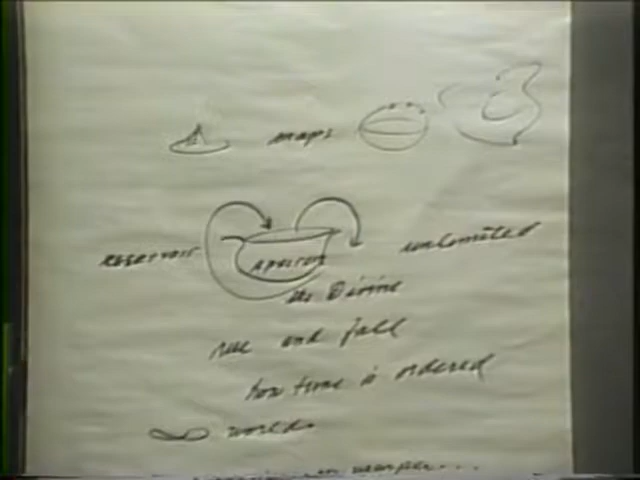 maps
reservoir apeiron unlimited
the Divine
rise and fall
how time is ordered
worlds